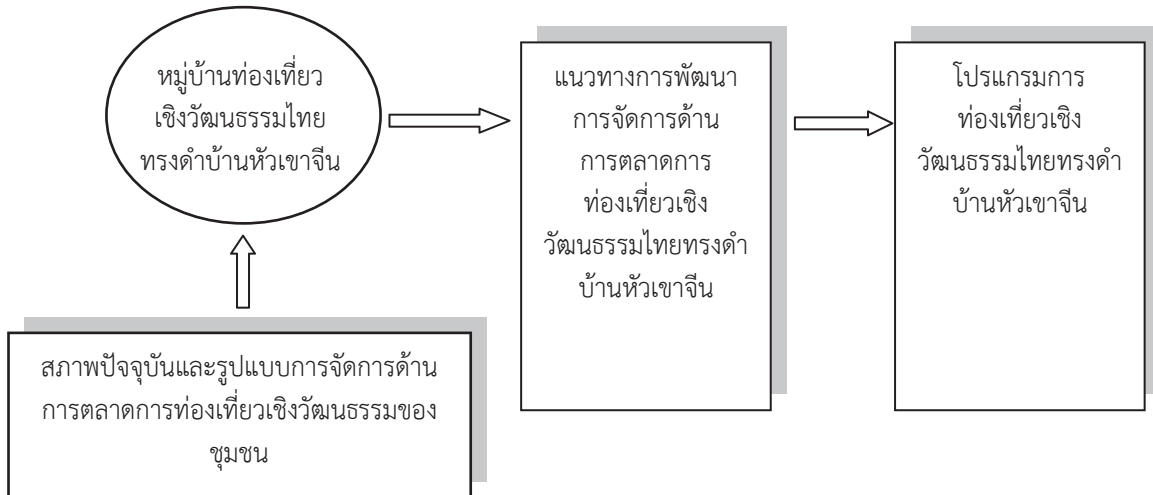 หมู่บ้านท่องเที่ยว
เชิงวัฒนธรรมไทย
ทรงดำบ้านหัวเขาจีน
แนวทางการพัฒนา
การจัดการด้าน
การตลาดการ
ท่องเที่ยวเชิง
วัฒนธรรมไทยทรงดำ
บ้านหัวเขาจีน
โปรแกรมการ
ท่องเที่ยวเชิง
วัฒนธรรมไทยทรงดำ
บ้านหัวเขาจีน
สภาพปัจจุบันและรูปแบบการจัดการด้าน
การตลาดการท่องเที่ยวเชิงวัฒนธรรมของ
ชุมชน